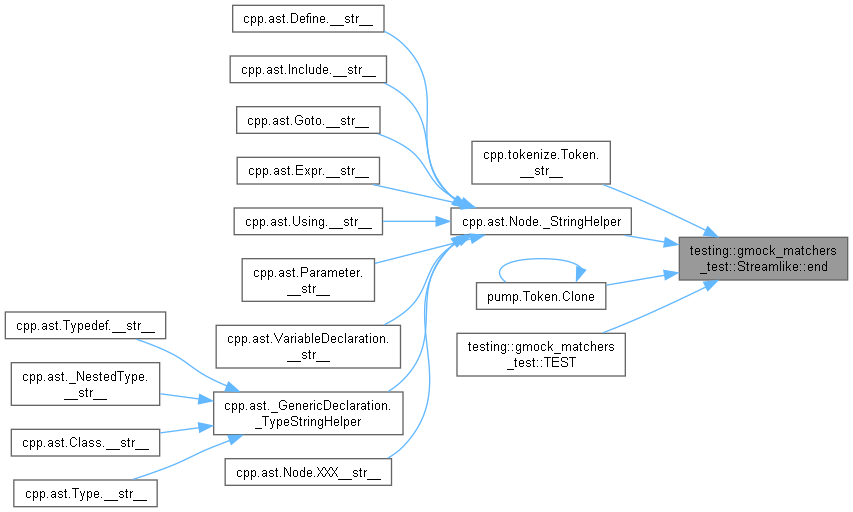 cpp.ast.Define.__str__
cpp.ast.Include.__str__
cpp.ast.Goto.__str__
cpp.ast.Expr.__str__
cpp.ast.Using.__str__
cpp.ast.Parameter.
__str__
cpp.ast.VariableDeclaration.
__str__
cpp.ast._GenericDeclaration.
_TypeStringHelper
cpp.ast.Node.XXX__str__
cpp.ast.Typedef.__str__
cpp.ast._NestedType.
__str__
cpp.ast.Class.__str__
cpp.ast.Type.__str__
cpp.tokenize.Token.
__str__
cpp.ast.Node._StringHelper
pump.Token.Clone
testing::gmock_matchers
_test::TEST
testing::gmock_matchers
_test::Streamlike::end